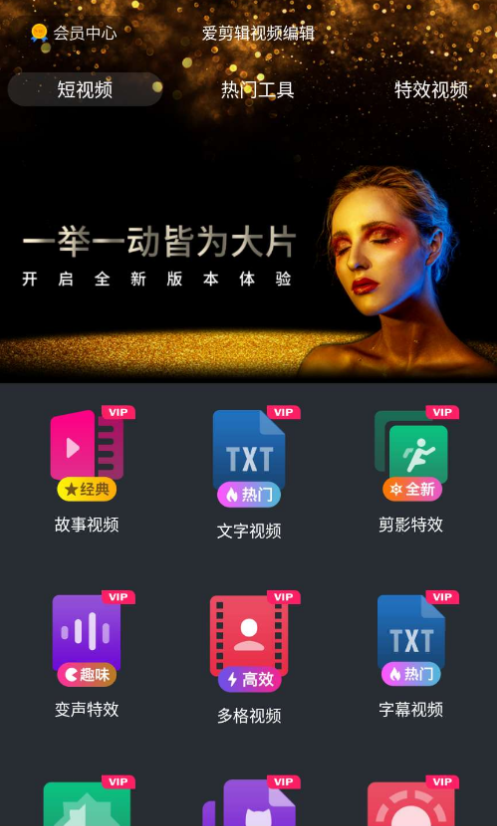 会员中心
爱剪辑视频编辑
短视频
热门工具
特效视频
一举一动皆为大片
开启全新版本体验
VIP
VIP
VIP
TXT
经典
热门
全新
故事视频
文字视频
剪影特效
VIP
VIP
VIP
TXT
趣味
高效
热门
变声特效
多格视频
字幕视频
VIP
VIP
VIP